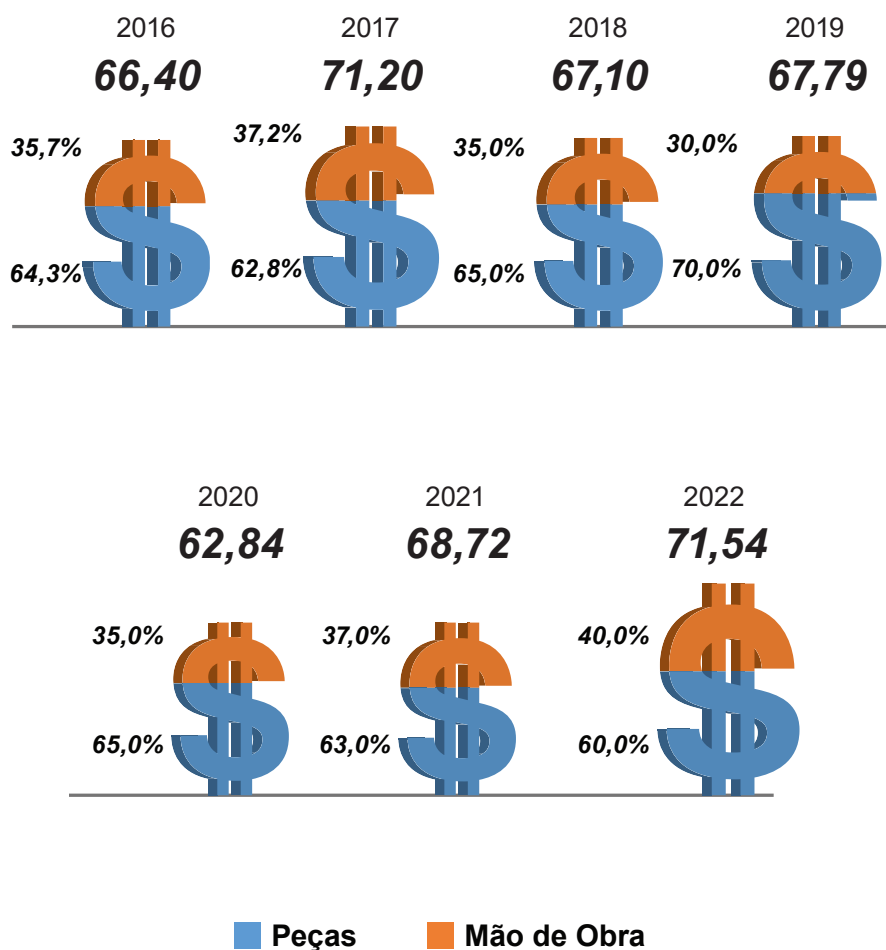 2016 2017 2018 2019
66,40 71,20 67,10 67,79
35,7% 37,2% 35,0% 30,0%
64,3% 62,8% 65,0% 70,0%
2020 2021 2022
62,84 68,72 71,54
35,0% 37,0% 40,0%
65,0% 63,0% 60,0%
Peças Mão de Obra